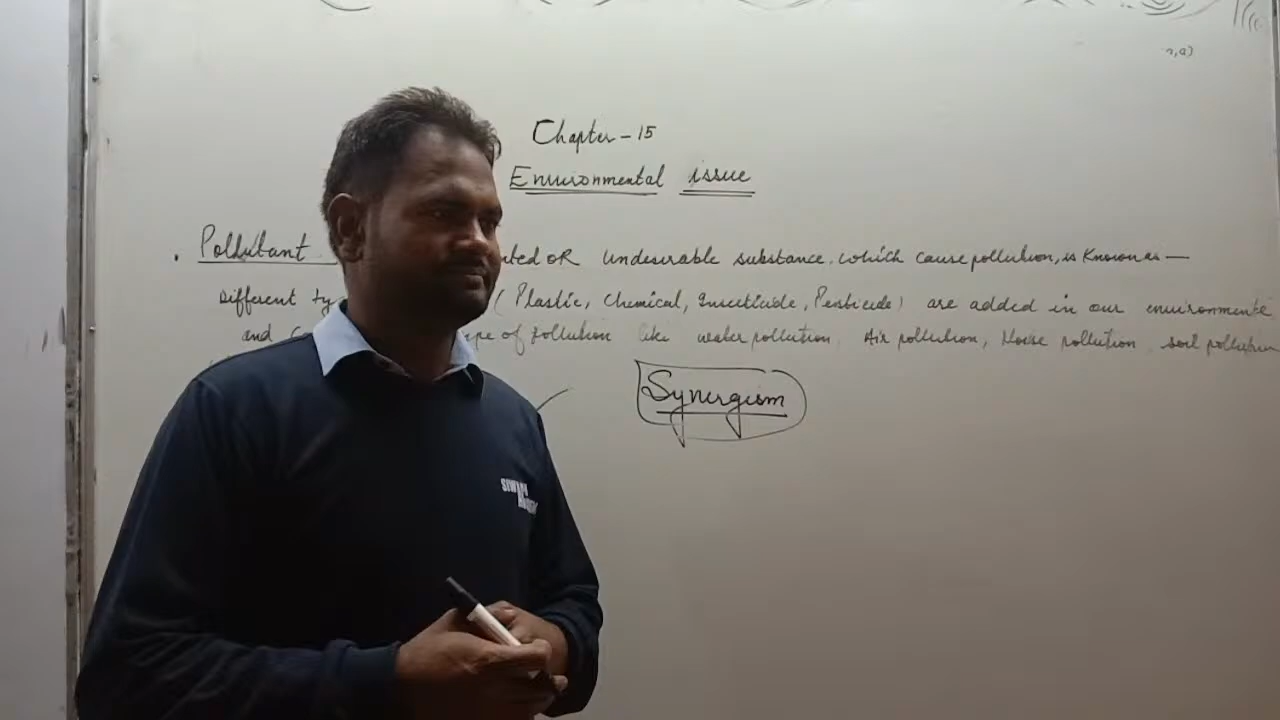 Chapter-15
Environmental issue
. Pollutant OR undesirable substance. which cause pollution, is Known as —
Different ty ( Plastic, Chemical, Insecticide, Pesticide) are added in our environmente
and pe of pollution like water pollution, Air pollution, Noise pollution, soil pollution
Synergism